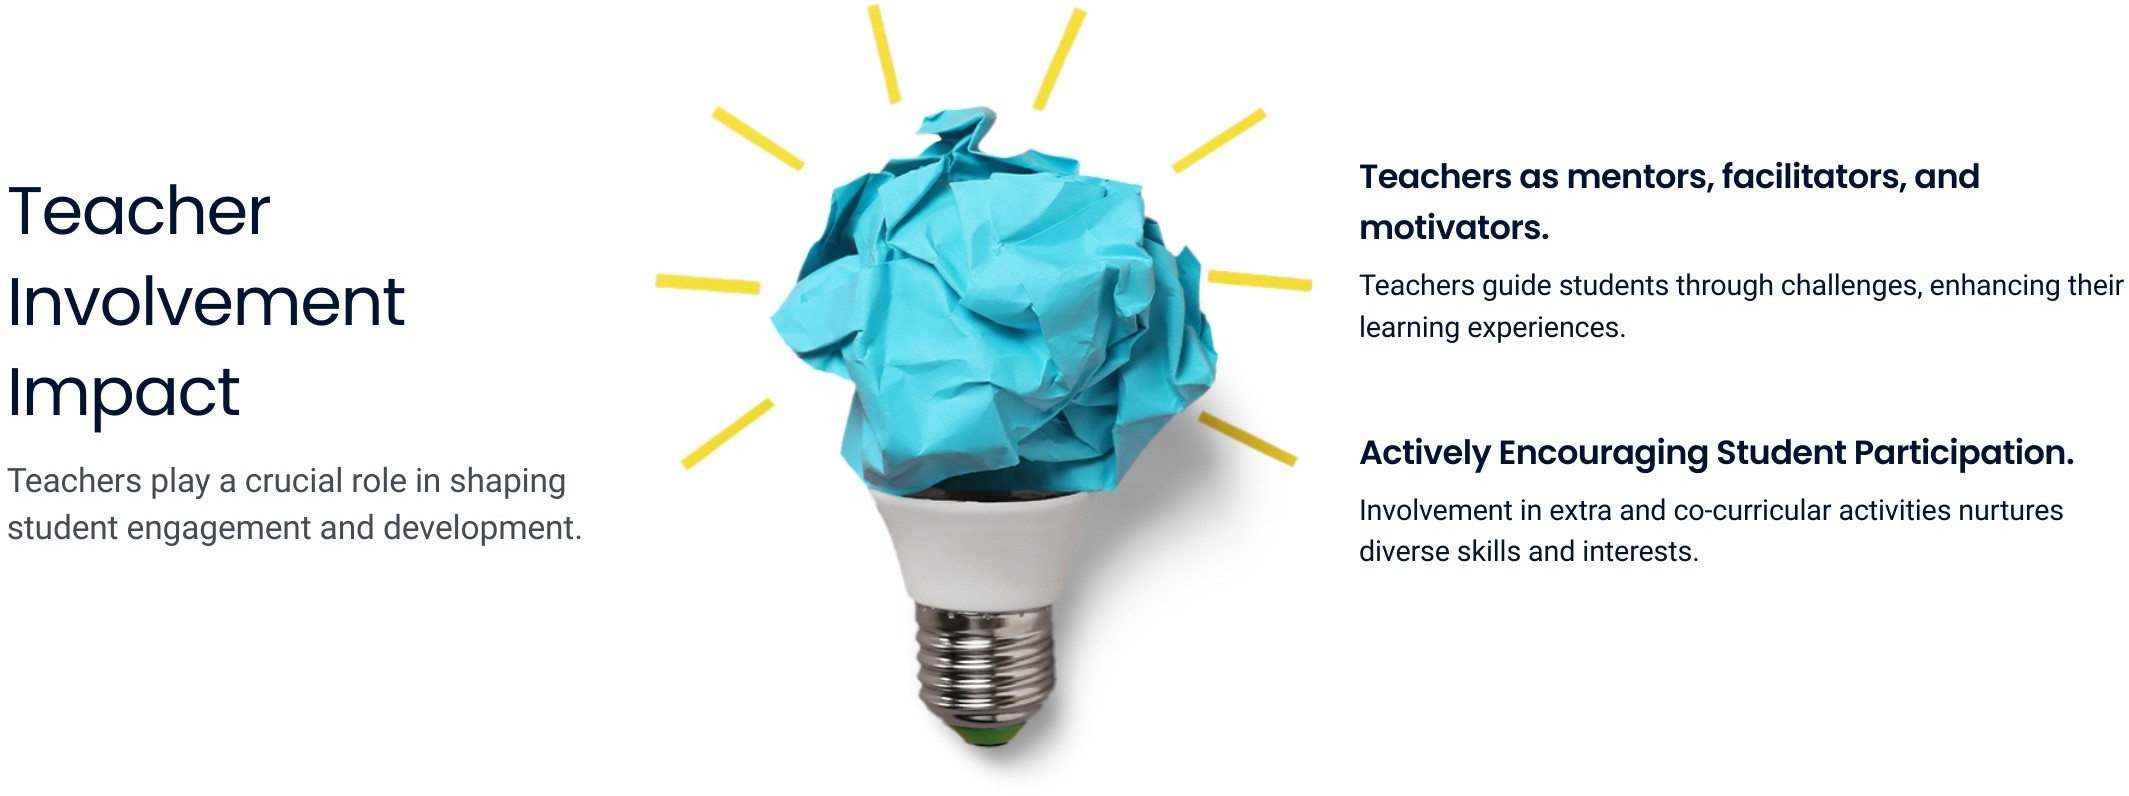 Teacher
Involvement
Impact
Teachers play a crucial role in shaping
student engagement and development.
Teachers as mentors, facilitators, and
motivators.
Teachers guide students through challenges, enhancing their
learning experiences.
Actively Encouraging Student Participation.
Involvement in extra and co-curricular activities nurtures
diverse skills and interests.